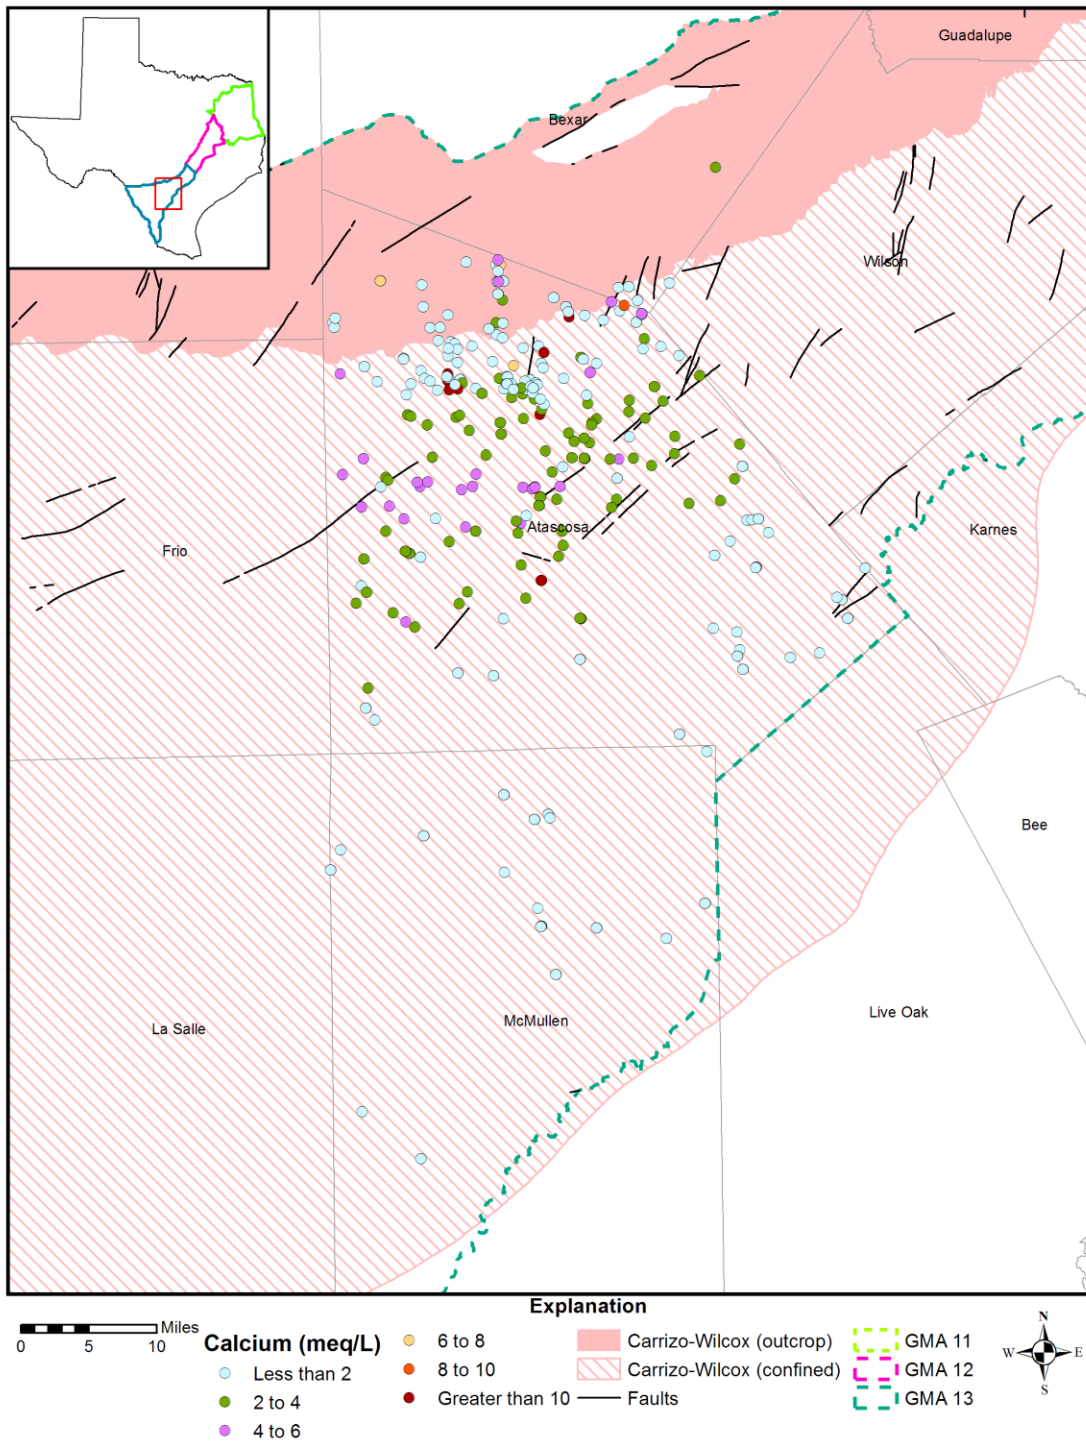 Guadalupe
Bexar
Wilson
Karnes
Atascosa
Frio
Bee
Live Oak
La Salle
McMullen
Explanation
Miles
0 5 10
Calcium (meq/L)
Less than 2
2 to 4
4 to 6
6 to 8
8 to 10
Greater than 10
Carrizo-Wilcox (outcrop)
Carrizo-Wilcox (confined)
Faults
GMA 11
GMA 12
GMA 13
N
W E
S